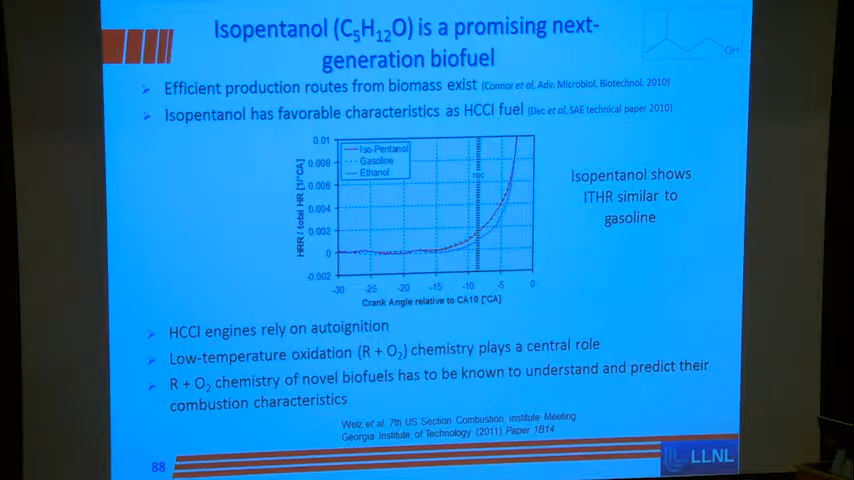 Isopentanol (C5H12O) is a promising next-
generation biofuel
OH
➢ Efficient production routes from biomass exist (Connor et al, Adv. Microbiol. Biotechnol. 2010)
➢ Isopentanol has favorable characteristics as HCCI fuel (Dec et al, SAE technical paper 2010)
HRR / total HR [1/°CA]
0.01
0.008
0.006
0.004
0.002
0
-0.002
Iso-Pentanol
Gasoline
Ethanol
TDC
-30 -25 -20 -15 -10 -5 0
Crank Angle relative to CA10 [°CA]
Isopentanol shows
ITHR similar to
gasoline
➢ HCCI engines rely on autoignition
➢ Low-temperature oxidation (R + O2) chemistry plays a central role
➢ R + O2 chemistry of novel biofuels has to be known to understand and predict their
combustion characteristics
Welz et al. 7th US Section Combustion Institute Meeting
Georgia Institute of Technology (2011) Paper 1B14
88
LLNL